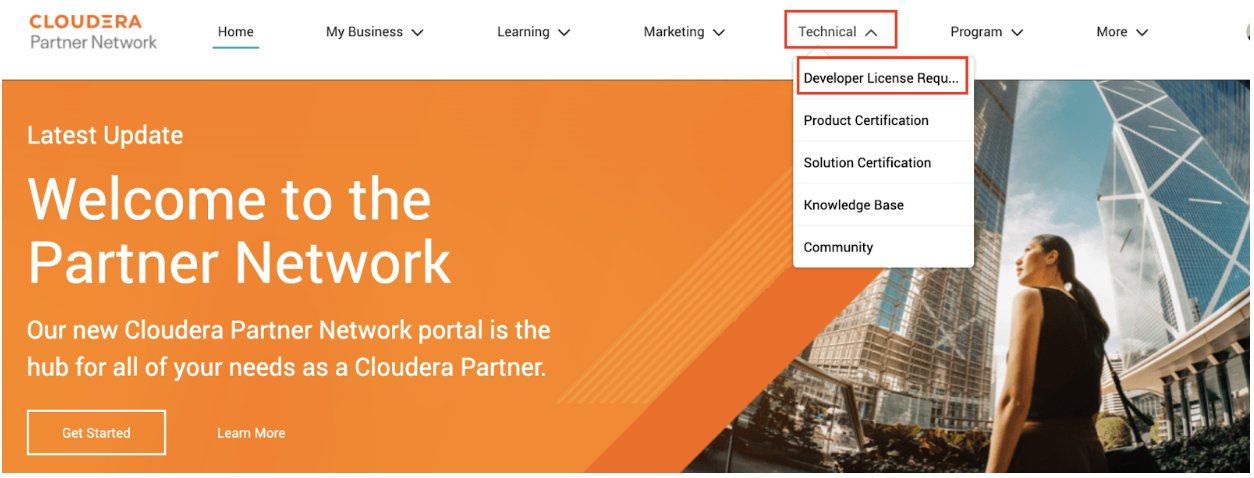 CLOUDERA
Partner Network
Home
My Business
Learning
Marketing
Technical
Program
More
Developer License Requ...
Product Certification
Solution Certification
Knowledge Base
Community
Latest Update
Welcome to the
Partner Network
Our new Cloudera Partner Network portal is the
hub for all of your needs as a Cloudera Partner.
Get Started
Learn More